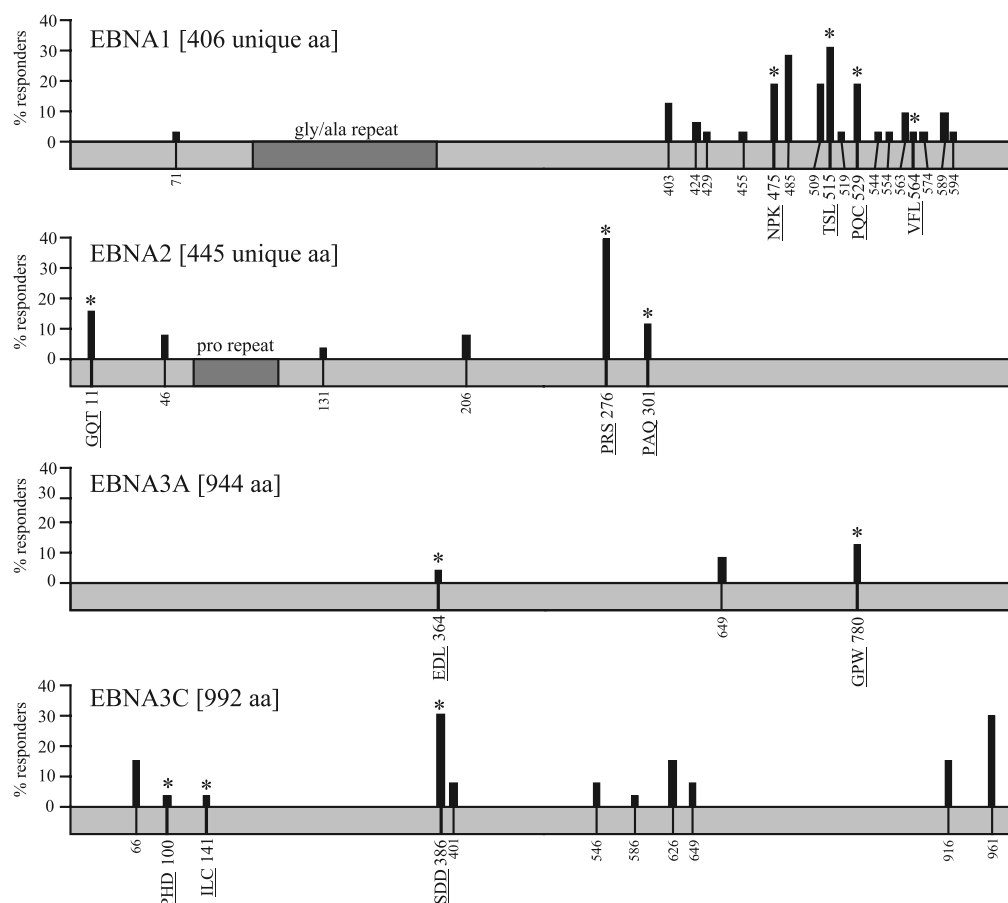 EBNA1 [406 unique aa]
% responders
40
30
20
10
0
gly/ala repeat
* * * *
71
403
424
429
455
NPK 475
485
509
TSL 515
519
PQC 529
544
554
563
VFL 564
574
589
594
EBNA2 [445 unique aa]
% responders
40
30
20
10
0
pro repeat
* * *
GQT 11
46
131
206
PRS 276
PAQ 301
EBNA3A [944 aa]
% responders
40
30
20
10
0
* *
EDL 364
649
GPW 780
EBNA3C [992 aa]
% responders
40
30
20
10
0
* * *
66
PHD 100
ILC 141
SDD 386
401
546
586
626
649
916
961